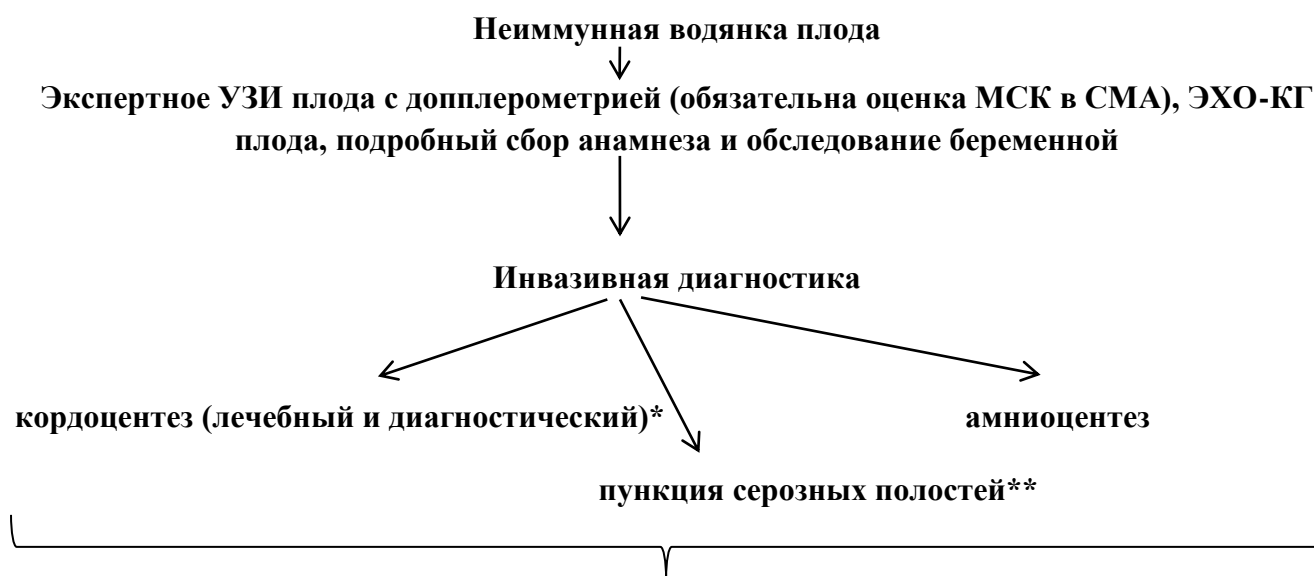 Неиммунная водянка плода
Экспертное УЗИ плода с допплерометрией (обязательна оценка МСК в СМА), ЭХО-КГ
плода, подробный сбор анамнеза и обследование беременной
Инвазивная диагностика
кордоцентез (лечебный и диагностический)* амниоцентез
пункция серозных полостей**